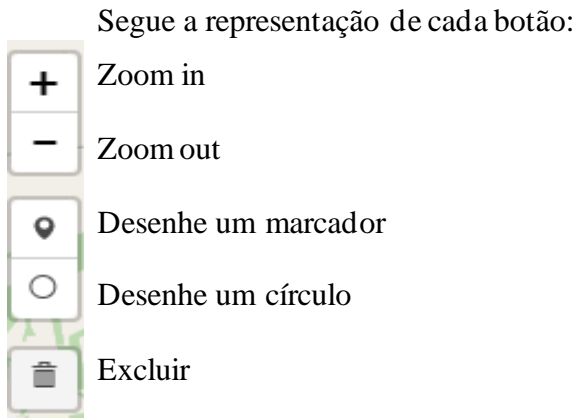 Segue a representação de cada botão:
Zoom in
Zoom out
Desenhe um marcador
Desenhe um círculo
Excluir